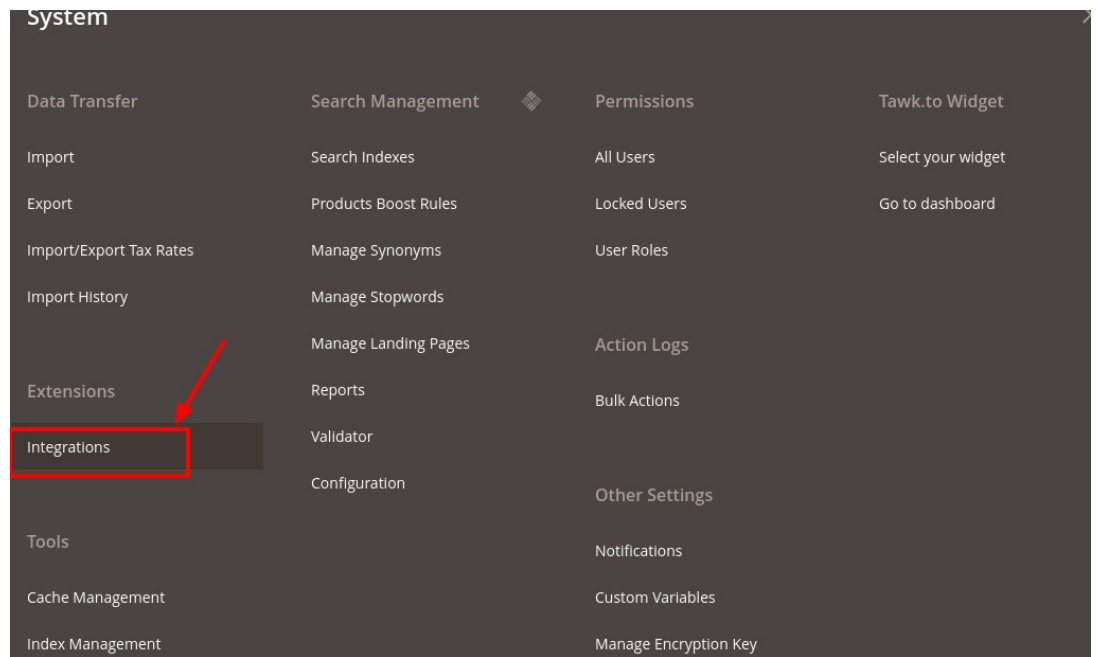 System
Data Transfer
Import
Export
Import/Export Tax Rates
Import History
Extensions
Integrations
Tools
Cache Management
Index Management
Search Management
Search Indexes
Products Boost Rules
Manage Synonyms
Manage Stopwords
Manage Landing Pages
Reports
Validator
Configuration
Permissions
All Users
Locked Users
User Roles
Action Logs
Bulk Actions
Other Settings
Notifications
Custom Variables
Manage Encryption Key
Tawk.to Widget
Select your widget
Go to dashboard